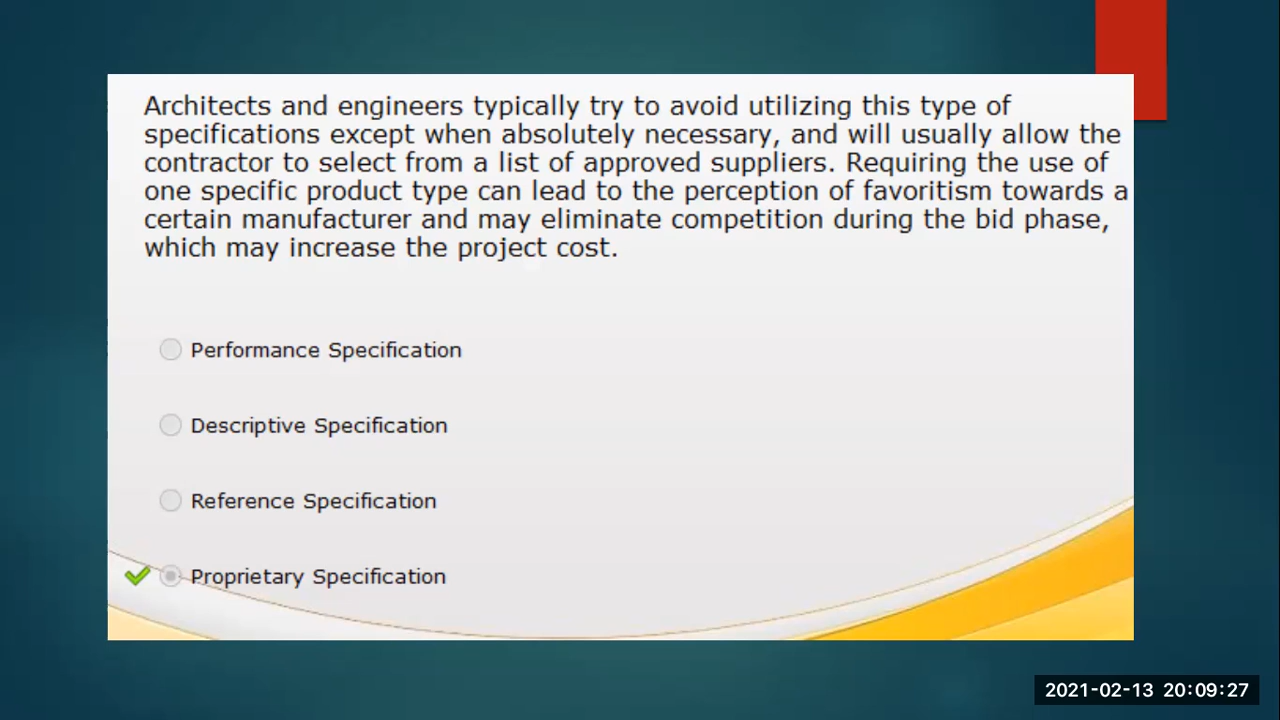 Architects and engineers typically try to avoid utilizing this type of
specifications except when absolutely necessary, and will usually allow the
contractor to select from a list of approved suppliers. Requiring the use of
one specific product type can lead to the perception of favoritism towards a
certain manufacturer and may eliminate competition during the bid phase,
which may increase the project cost.
Performance Specification
Descriptive Specification
Reference Specification
Proprietary Specification
2021-02-13 20:09:27